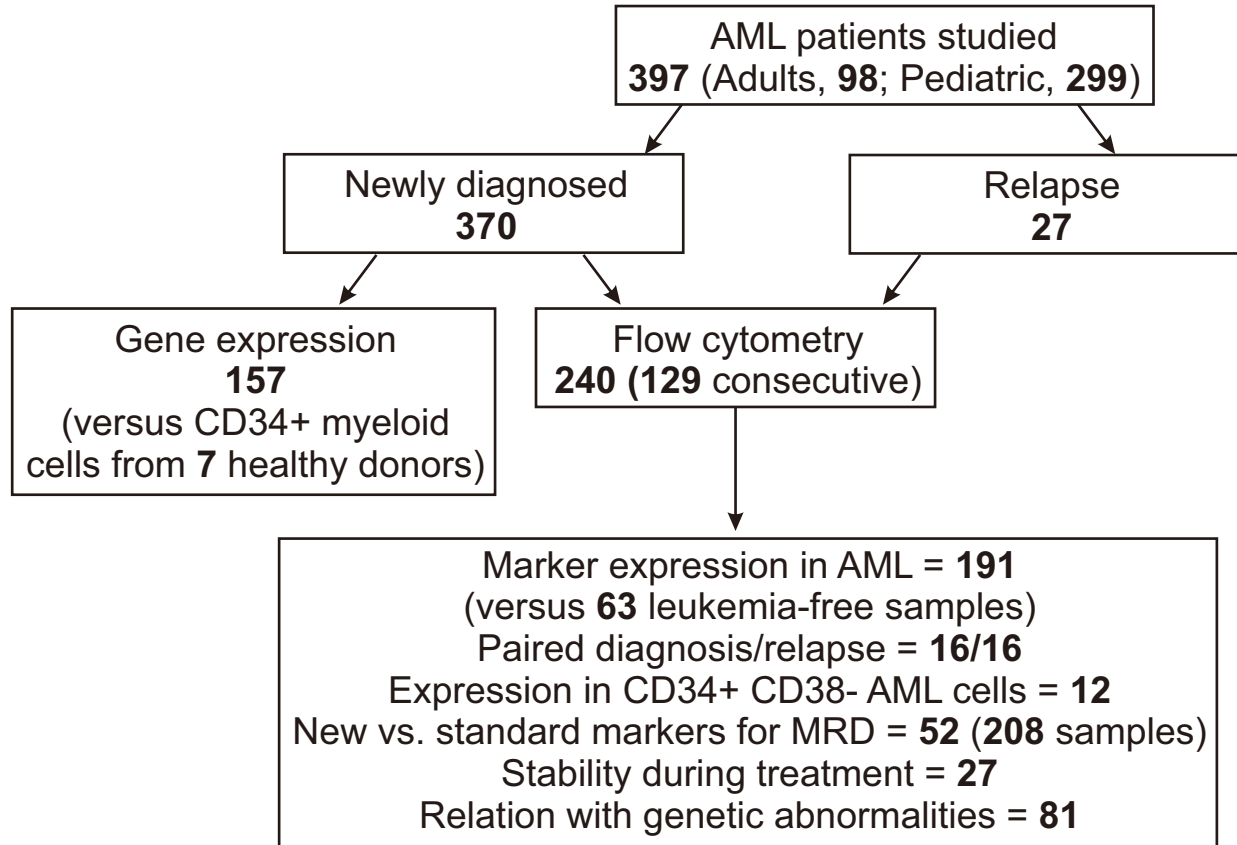 AML patients studied
397 (Adults, 98; Pediatric, 299)
Newly diagnosed
370
Relapse
27
Gene expression
157
(versus CD34+ myeloid
cells from 7 healthy donors)
Flow cytometry
240 (129 consecutive)
Marker expression in AML = 191
(versus 63 leukemia-free samples)
Paired diagnosis/relapse = 16/16
Expression in CD34+ CD38- AML cells = 12
New vs. standard markers for MRD = 52 (208 samples)
Stability during treatment = 27
Relation with genetic abnormalities = 81